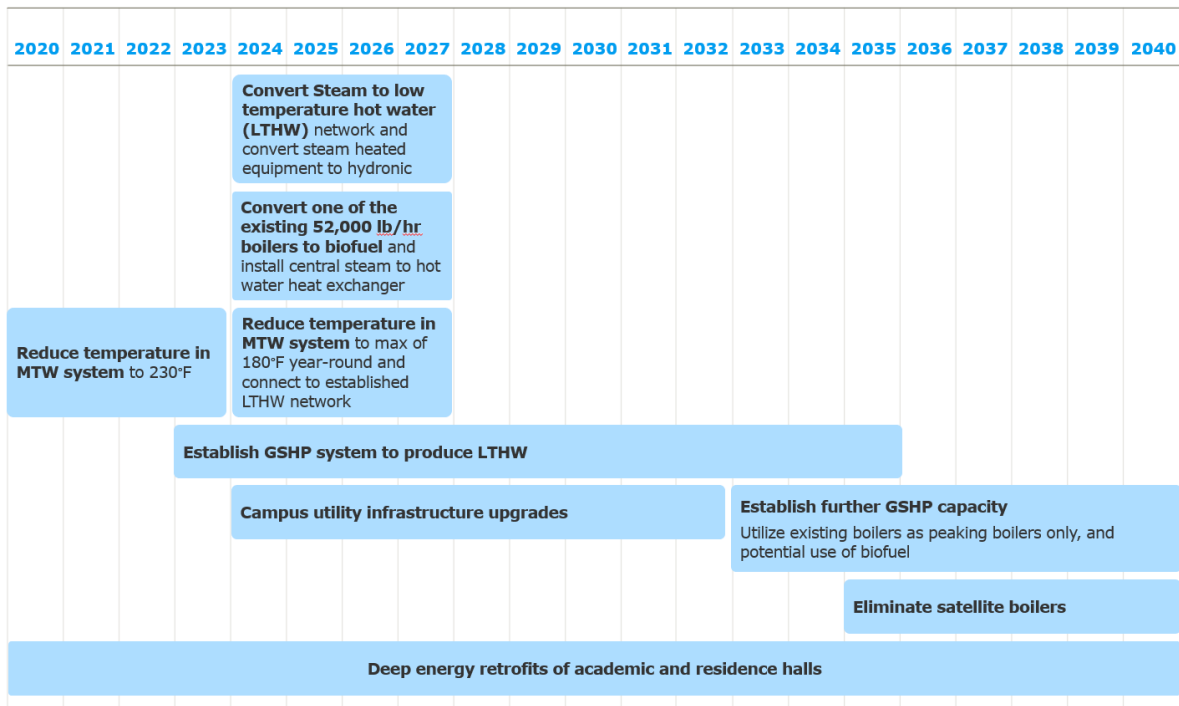 2020 2021 2022 2023 2024 2025 2026 2027 2028 2029 2030 2031 2032 2033 2034 2035 2036 2037 2038 2039 2040
Convert Steam to low
temperature hot water
(LTHW) network and
convert steam heated
equipment to hydronic
Convert one of the
existing 52,000 lb/hr
boilers to biofuel and
install central steam to hot
water heat exchanger
Reduce temperature in
MTW system to 230°F
Reduce temperature in
MTW system to max of
180°F year-round and
connect to established
LTHW network
Establish GSHP system to produce LTHW
Campus utility infrastructure upgrades
Establish further GSHP capacity
Utilize existing boilers as peaking boilers only, and
potential use of biofuel
Eliminate satellite boilers
Deep energy retrofits of academic and residence halls